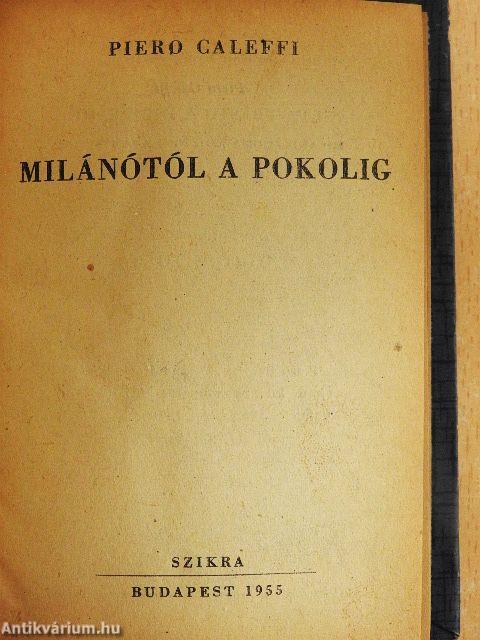 PIERO CALEFFI
MILÁNÓTÓL A POKOLIG
SZIKRA
BUDAPEST 1955
Antikvárium.hu